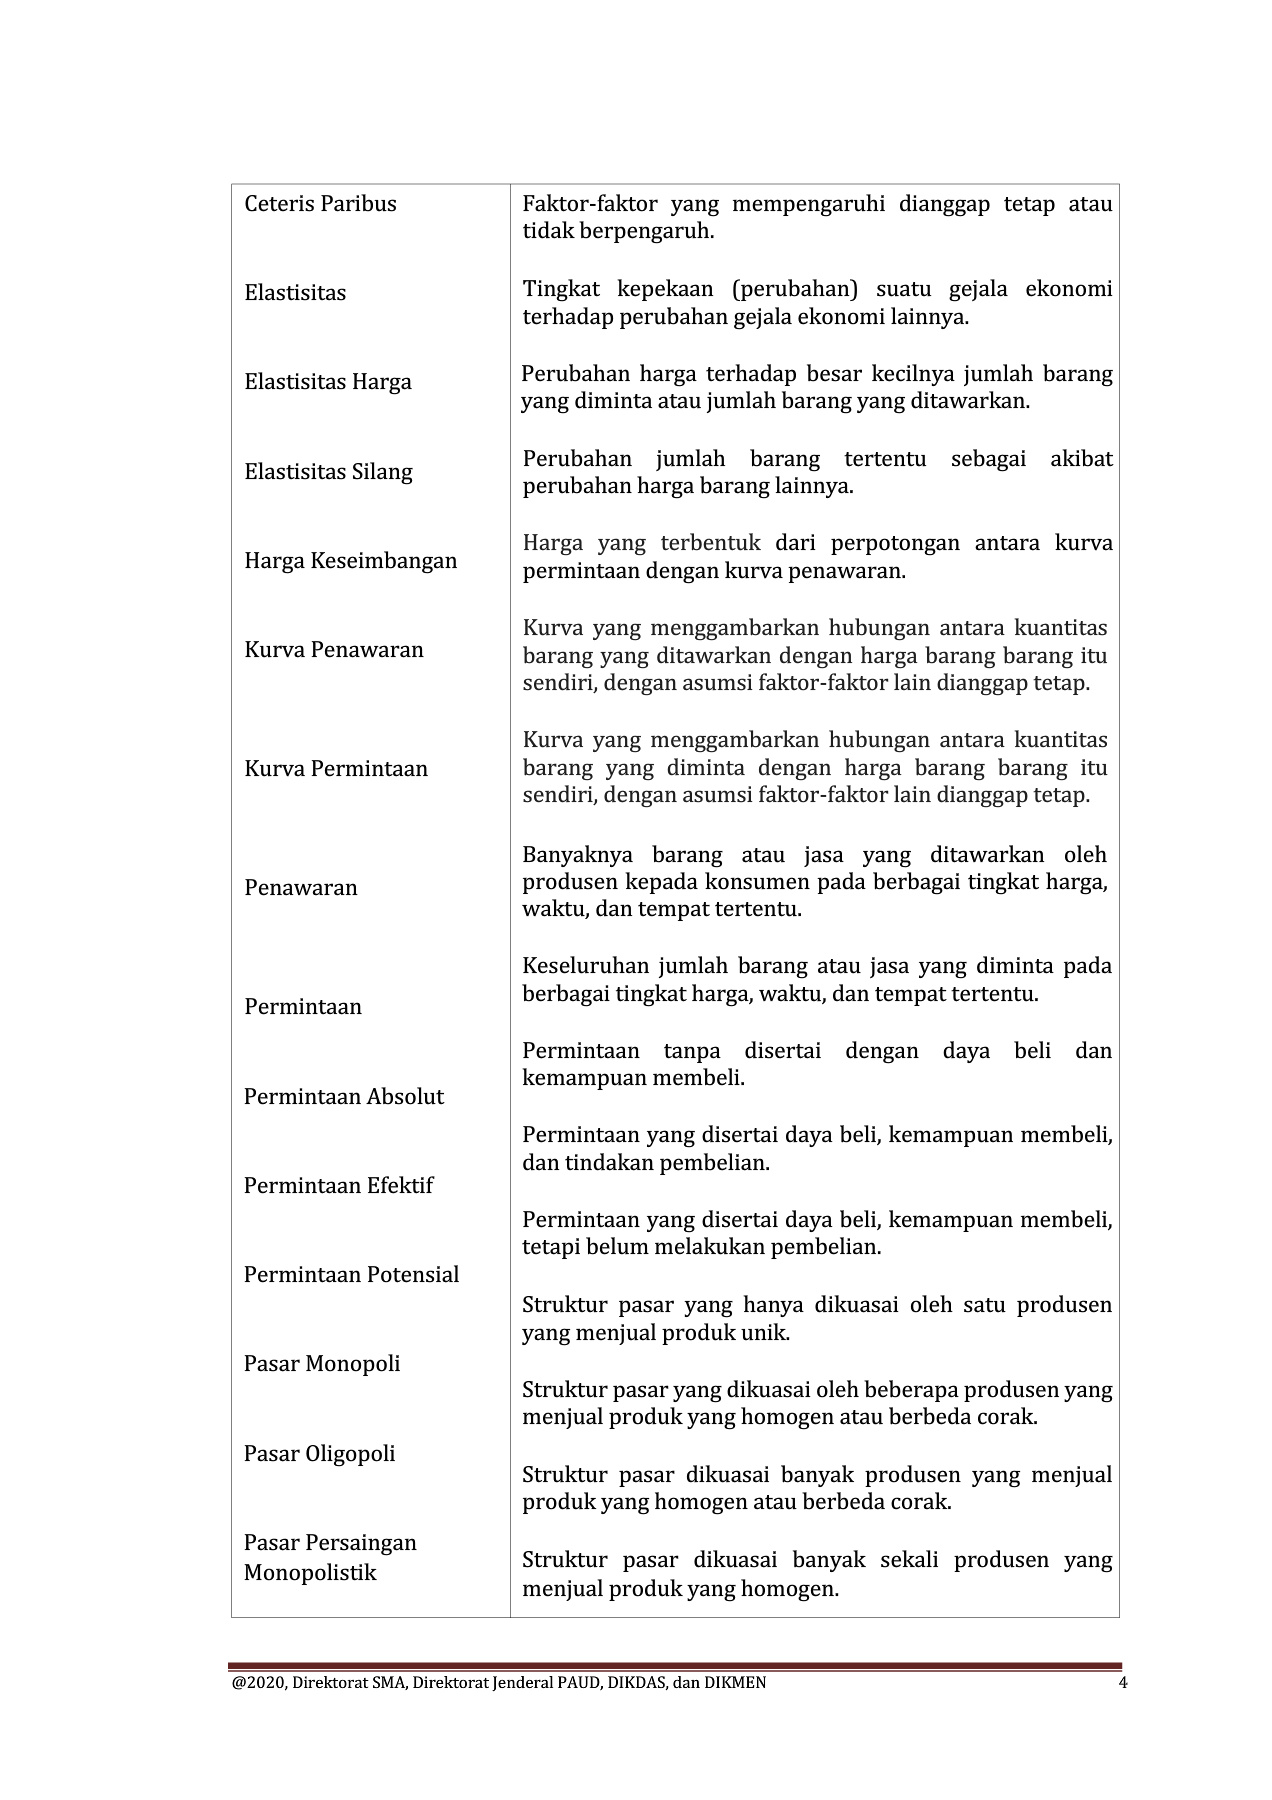 Ceteris Paribus
Faktor-faktor yang mempengaruhi dianggap tetap atau
tidak berpengaruh.
Elastisitas
Tingkat kepekaan (perubahan) suatu gejala ekonomi
terhadap perubahan gejala ekonomi lainnya.
Elastisitas Harga
Perubahan harga terhadap besar kecilnya jumlah barang
yang diminta atau jumlah barang yang ditawarkan.
Elastisitas Silang
Perubahan jumlah barang tertentu sebagai akibat
perubahan harga barang lainnya.
Harga Keseimbangan
Harga yang terbentuk dari perpotongan antara kurva
permintaan dengan kurva penawaran.
Kurva Penawaran
Kurva yang menggambarkan hubungan antara kuantitas
barang yang ditawarkan dengan harga barang barang itu
sendiri, dengan asumsi faktor-faktor lain dianggap tetap.
Kurva Permintaan
Kurva yang menggambarkan hubungan antara kuantitas
barang yang diminta dengan harga barang barang itu
sendiri, dengan asumsi faktor-faktor lain dianggap tetap.
Penawaran
Banyaknya barang atau jasa yang ditawarkan oleh
produsen kepada konsumen pada berbagai tingkat harga,
waktu, dan tempat tertentu.
Permintaan
Keseluruhan jumlah barang atau jasa yang diminta pada
berbagai tingkat harga, waktu, dan tempat tertentu.
Permintaan Absolut
Permintaan tanpa disertai dengan daya beli dan
kemampuan membeli.
Permintaan Efektif
Permintaan yang disertai daya beli, kemampuan membeli,
dan tindakan pembelian.
Permintaan Potensial
Permintaan yang disertai daya beli, kemampuan membeli,
tetapi belum melakukan pembelian.
Pasar Monopoli
Struktur pasar yang hanya dikuasai oleh satu produsen
yang menjual produk unik.
Pasar Oligopoli
Struktur pasar yang dikuasai oleh beberapa produsen yang
menjual produk yang homogen atau berbeda corak.
Pasar Persaingan
Monopolistik
Struktur pasar dikuasai banyak produsen yang menjual
produk yang homogen atau berbeda corak.
Struktur pasar dikuasai banyak sekali produsen yang
menjual produk yang homogen.
@2020, Direktorat SMA, Direktorat Jenderal PAUD, DIKDAS, dan DIKMEN
4